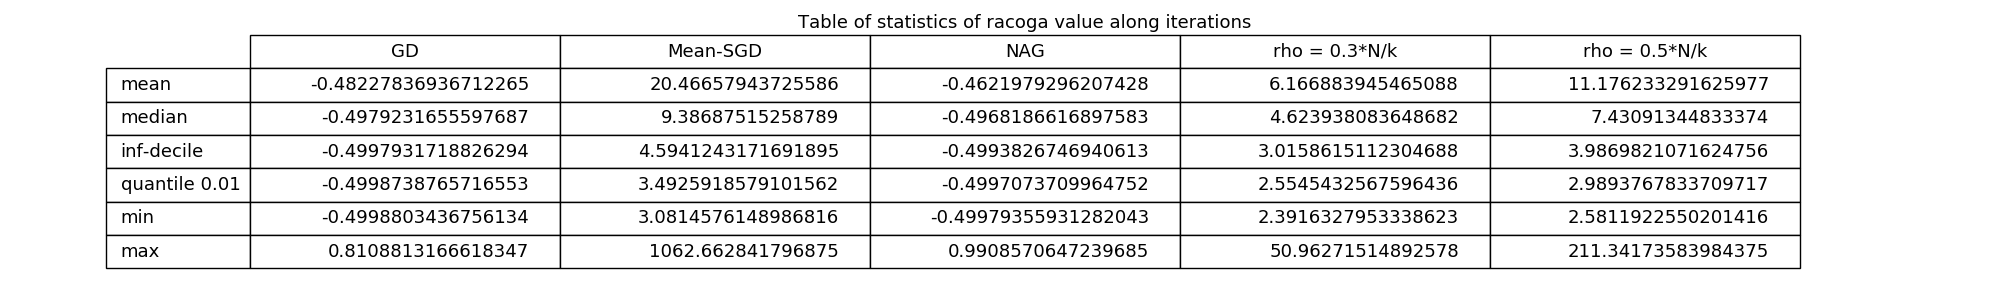 Table of statistics of racoga value along iterations
GD Mean-SGD NAG rho = 0.3*N/k rho = 0.5*N/k
mean -0.48227836936712265 20.46657943725586 -0.4621979296207428 6.166883945465088 11.176233291625977
median -0.4979231655597687 9.38687515258789 -0.4968186616897583 4.623938083648682 7.43091344833374
inf-decile -0.4997931718826294 4.5941243171691895 -0.4993826746940613 3.0158615112304688 3.9869821071624756
quantile 0.01 -0.4998738765716553 3.4925918579101562 -0.4997073709964752 2.5545432567596436 2.9893767833709717
min -0.4998803436756134 3.0814576148986816 -0.49979355931282043 2.3916327953338623 2.5811922550201416
max 0.8108813166618347 1062.662841796875 0.9908570647239685 50.96271514892578 211.34173583984375